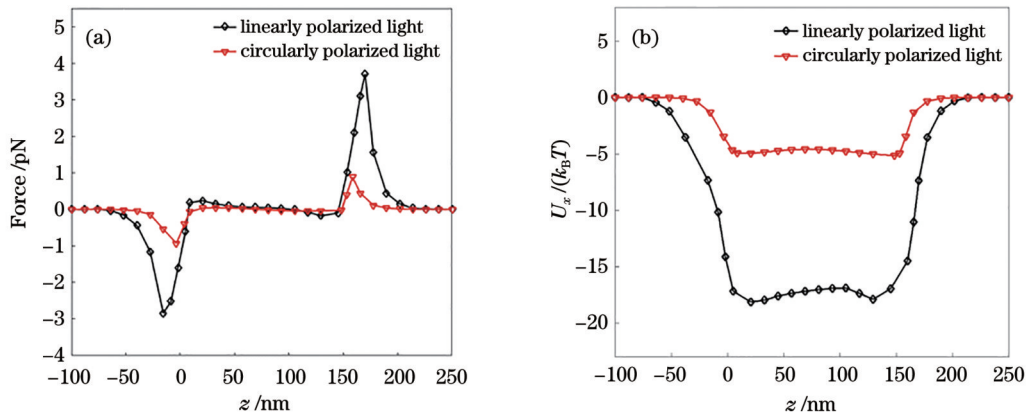 (a)
linearly polarized light
circularly polarized light
Force /pN
5
4
3
2
1
0
−1
−2
−3
−4
−100 −50 0 50 100 150 200 250
z /nm
(b)
linearly polarized light
circularly polarized light
Ux /(kBT)
5
0
−5
−10
−15
−20
−100 −50 0 50 100 150 200 250
z /nm